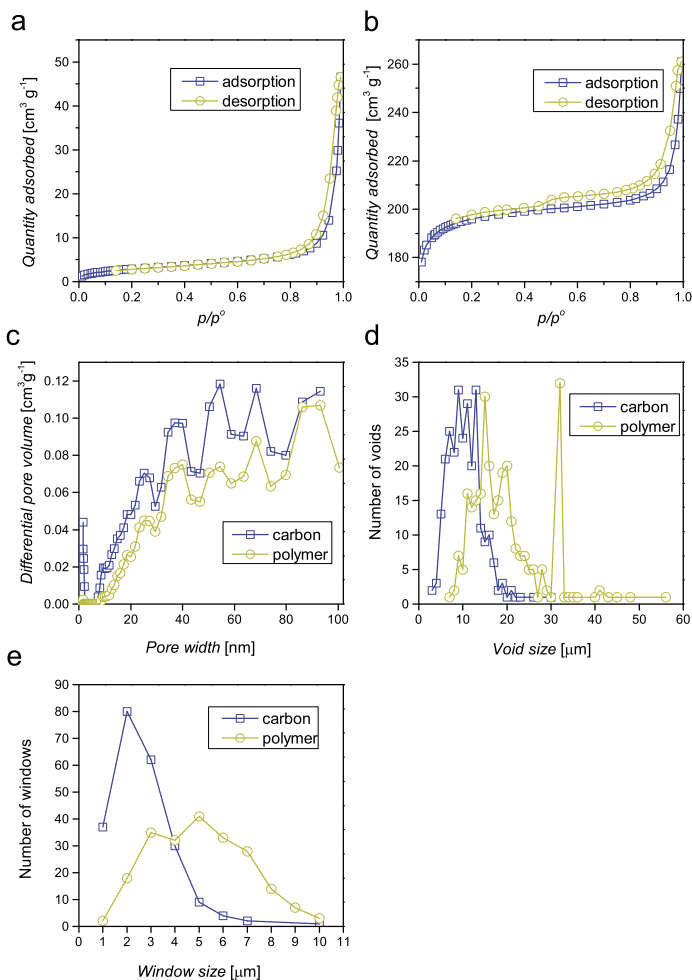 a
50
40
30
20
10
0
Quantity adsorbed [cm³ g⁻¹]
adsorption
desorption
0.0 0.2 0.4 0.6 0.8 1.0
p/p°
b
260
240
220
200
180
Quantity adsorbed [cm³ g⁻¹]
adsorption
desorption
0.0 0.2 0.4 0.6 0.8 1.0
p/p°
c
0.12
0.10
0.08
0.06
0.04
0.02
0.00
Differential pore volume [cm³g⁻¹]
carbon
polymer
0 20 40 60 80 100
Pore width [nm]
d
35
30
25
20
15
10
5
0
Number of voids
carbon
polymer
0 10 20 30 40 50 60
Void size [µm]
e
90
80
70
60
50
40
30
20
10
0
Number of windows
carbon
polymer
0 1 2 3 4 5 6 7 8 9 10 11
Window size [µm]